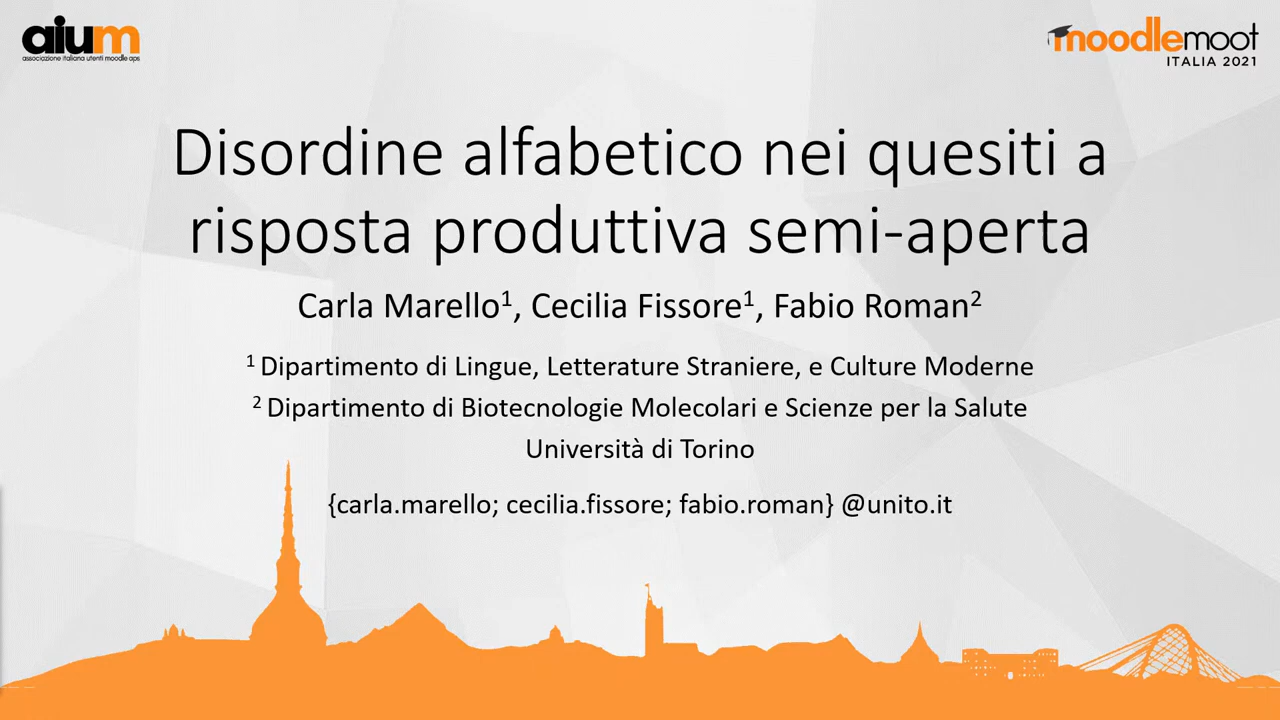 aium
associazione italiana utenti moodle aps
moodlemoot
ITALIA 2021
Disordine alfabetico nei quesiti a
risposta produttiva semi-aperta
Carla Marello¹, Cecilia Fissore¹, Fabio Roman²
¹ Dipartimento di Lingue, Letterature Straniere, e Culture Moderne
² Dipartimento di Biotecnologie Molecolari e Scienze per la Salute
Università di Torino
{carla.marello; cecilia.fissore; fabio.roman} @unito.it